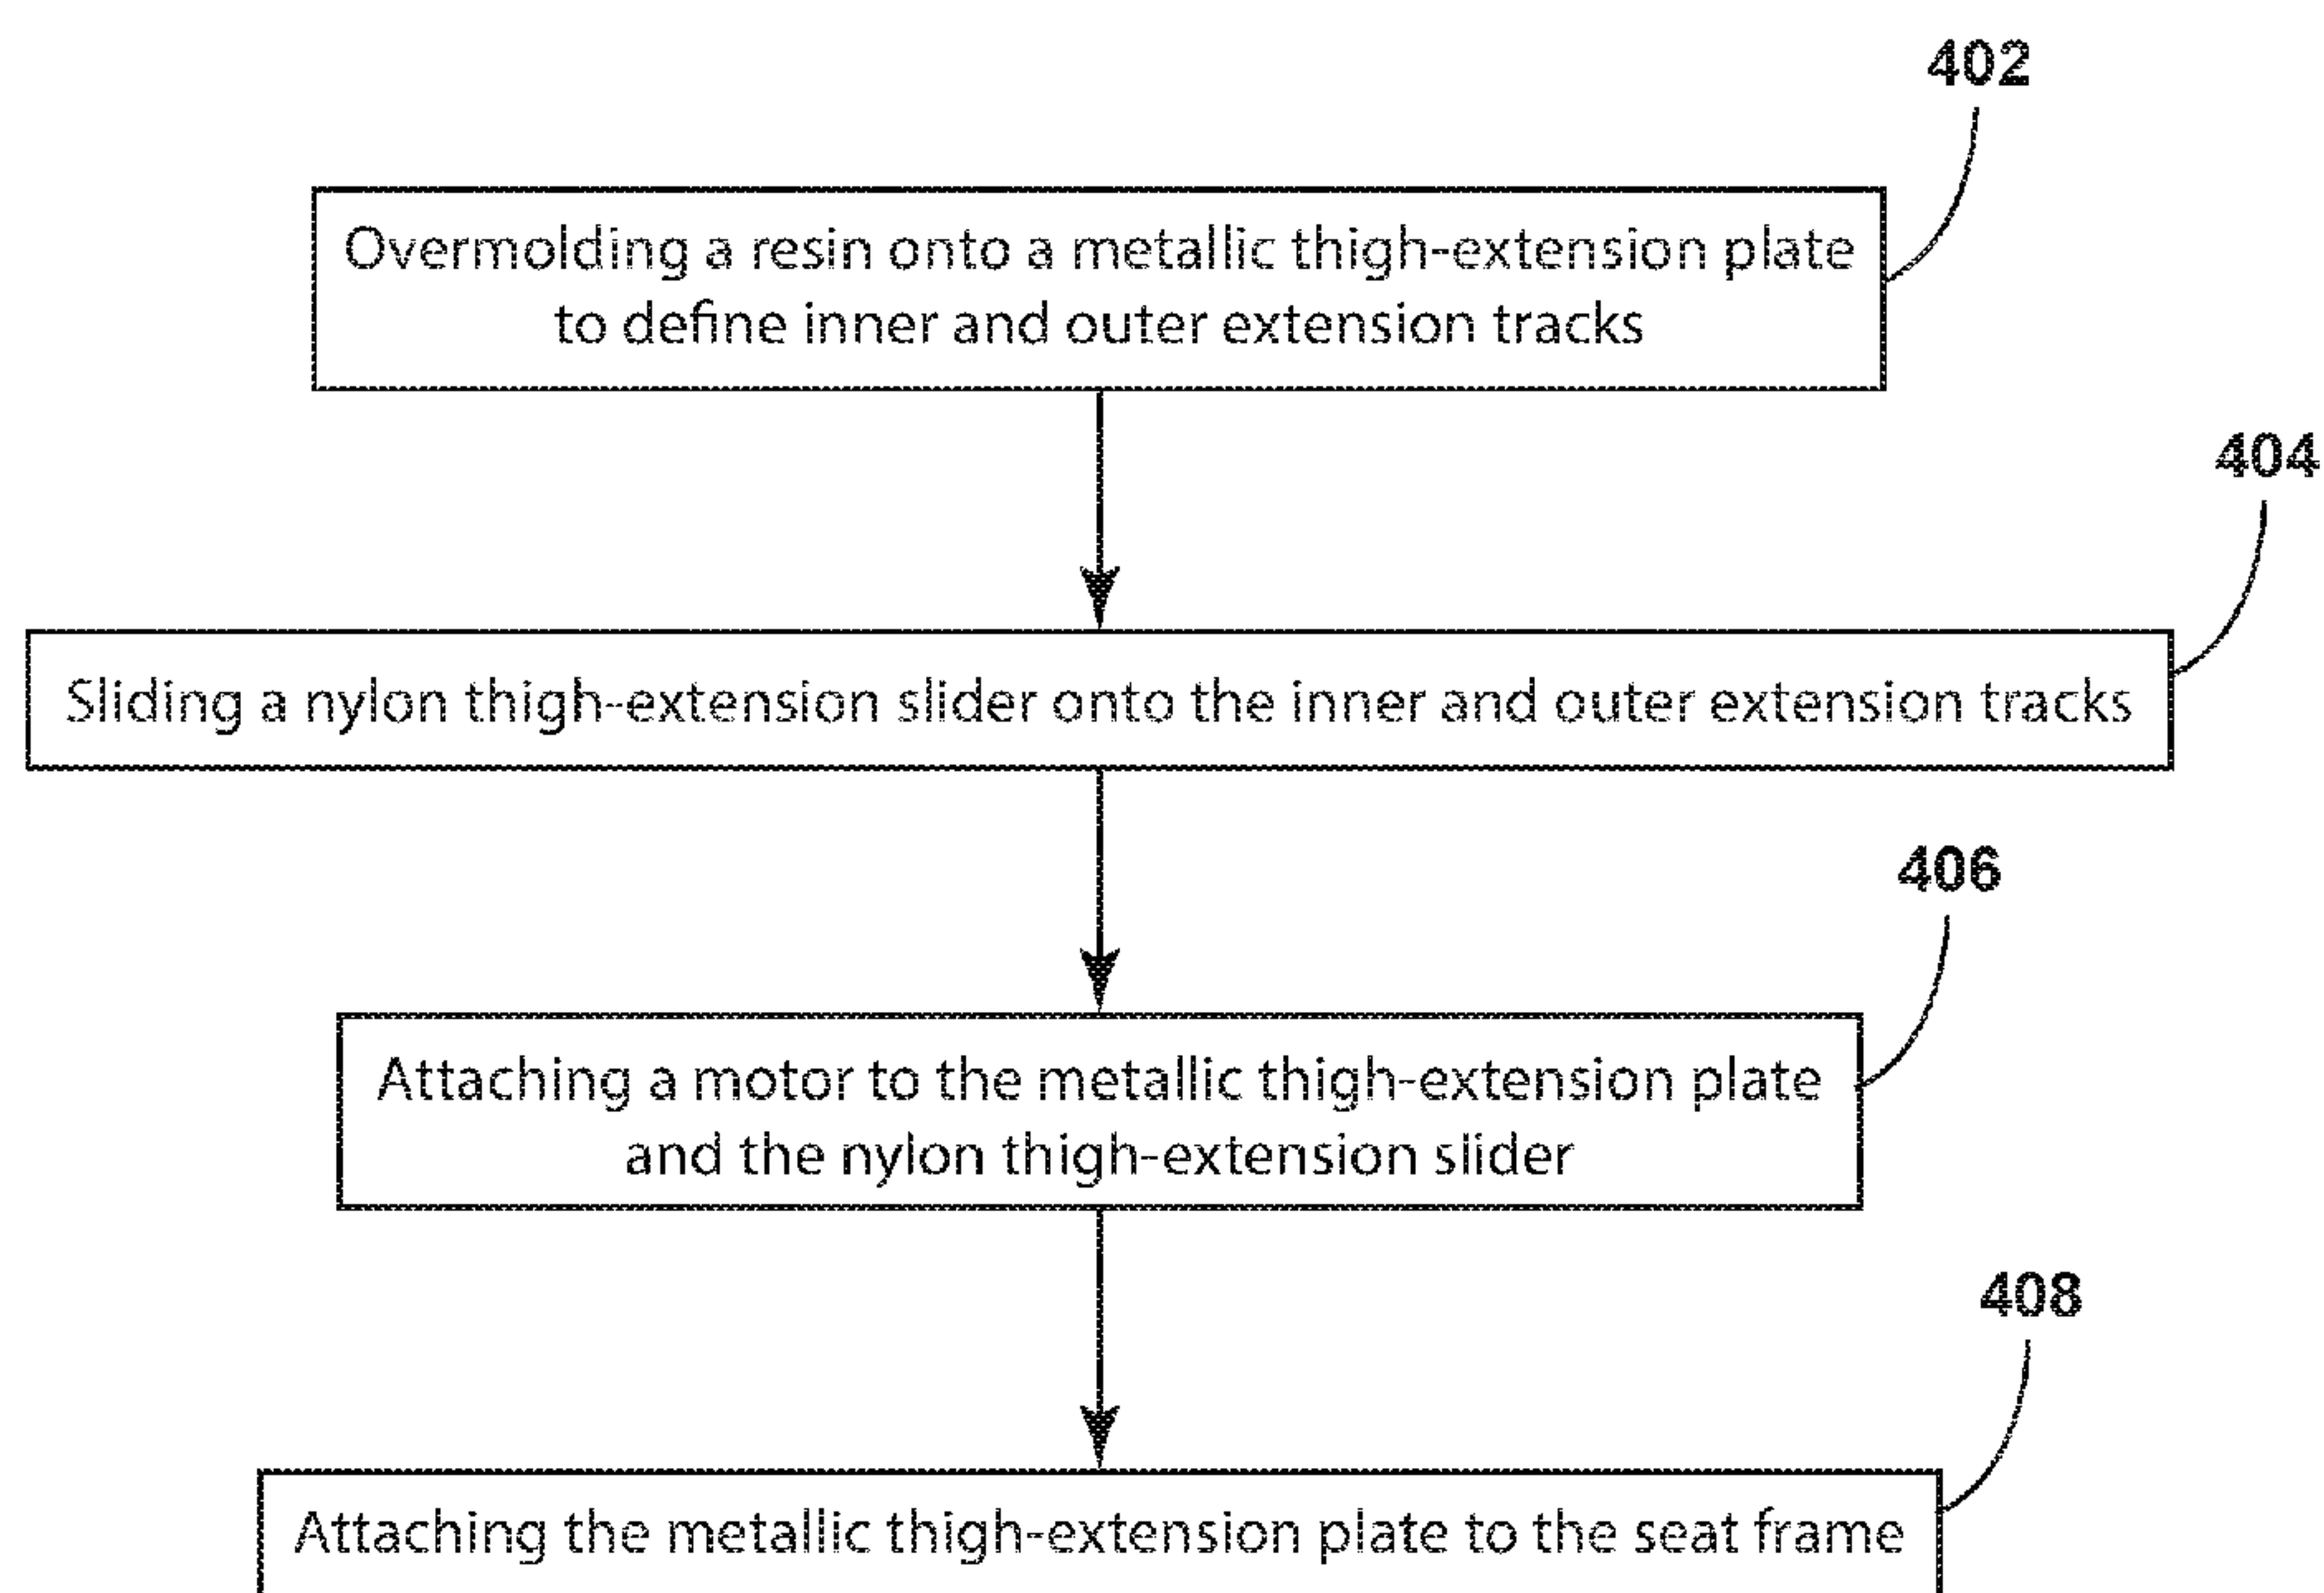 402
Overmolding a resin onto a metallic thigh-extension plate
to define inner and outer extension tracks
404
Sliding a nylon thigh-extension slider onto the inner and outer extension tracks
406
Attaching a motor to the metallic thigh-extension plate
and the nylon thigh-extension slider
408
Attaching the metallic thigh-extension plate to the seat frame